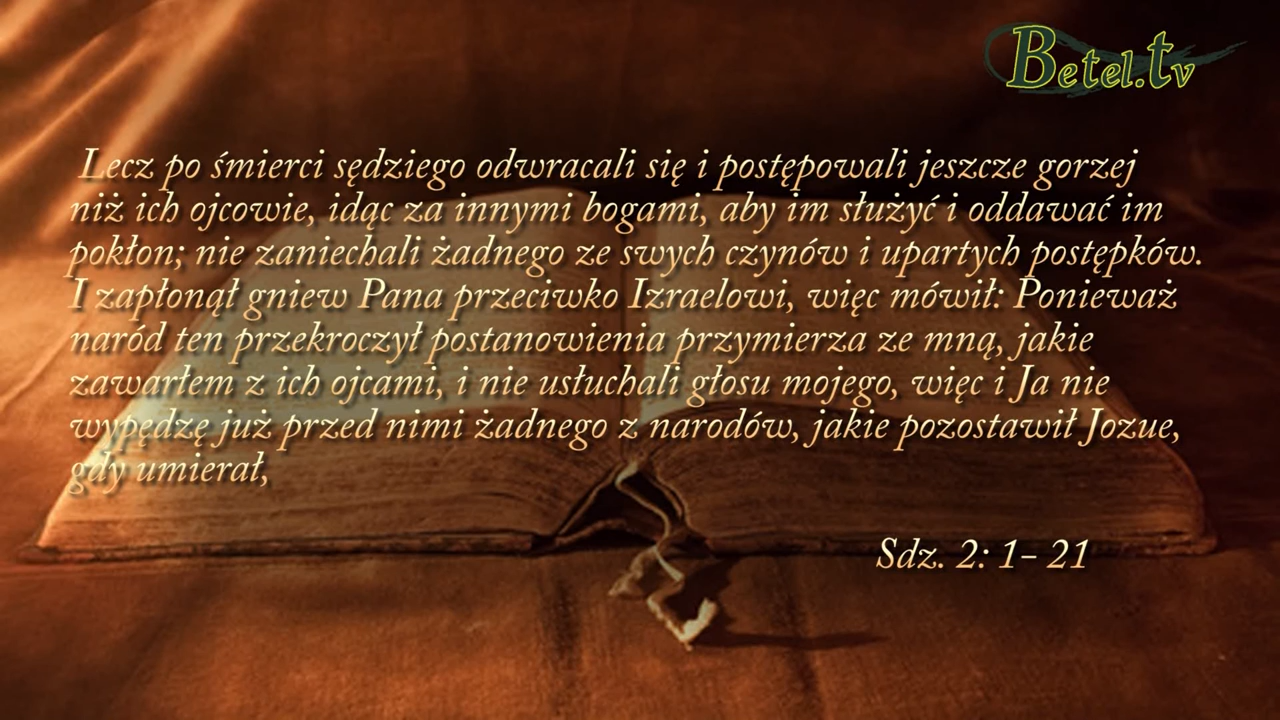 Betel.tv
Lecz po śmierci sędziego odwracali się i postępowali jeszcze gorzej
niż ich ojcowie, idąc za innymi bogami, aby im służyć i oddawać im
pokłon; nie zaniechali żadnego ze swych czynów i upartych postępków.
I zapłonął gniew Pana przeciwko Izraelowi, więc mówił: Ponieważ
naród ten przekroczył postanowienia przymierza ze mną, jakie
zawarłem z ich ojcami, i nie usłuchali głosu mojego, więc i Ja nie
wypędzę już przed nimi żadnego z narodów, jakie pozostawił Jozue,
gdy umierał,
Sdz. 2: 1- 21